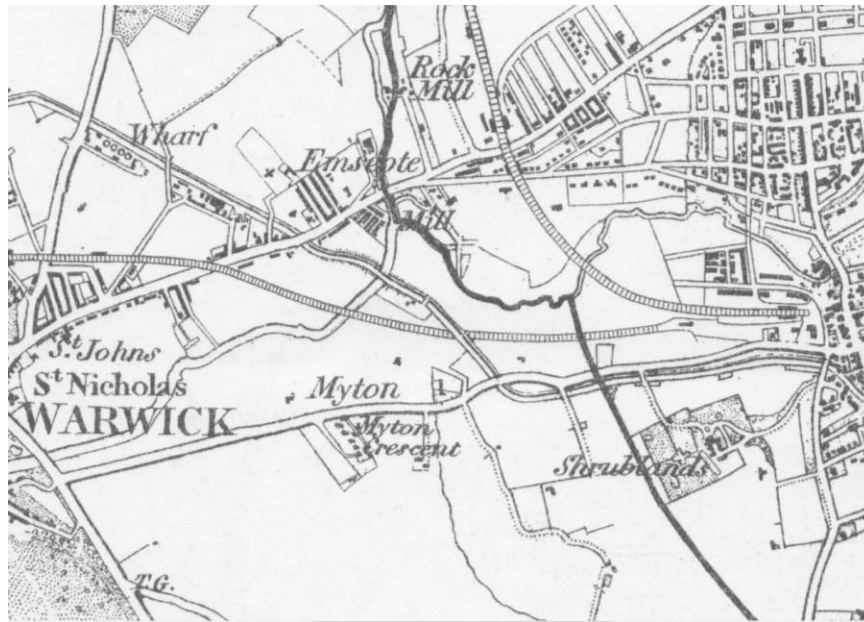 Rock
Mill
Wharf
Emscote
Mill
St Johns
St Nicholas
WARWICK
Myton
Myton
Crescent
Shrublands
T.G.